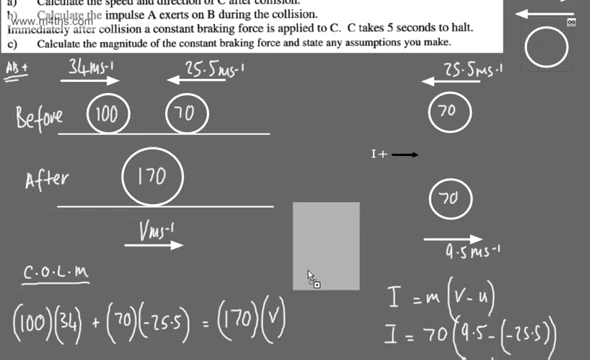 a) Calculate the speed and direction of C after collision.
www.m4ths.com
b) Calculate the impulse A exerts on B during the collision.
Immediately after collision a constant braking force is applied to C. C takes 5 seconds to halt.
c) Calculate the magnitude of the constant braking force and state any assumptions you make.
AB +
34ms-1 25.5ms-1
Before 100 70
After 170
Vms-1
C.O.L.M
(100)(34) + (70)(-25.5) = (170)(V)
25.5ms-1
70
I+
70
9.5ms-1
I = m(V-u)
I = 70(9.5-(-25.5))